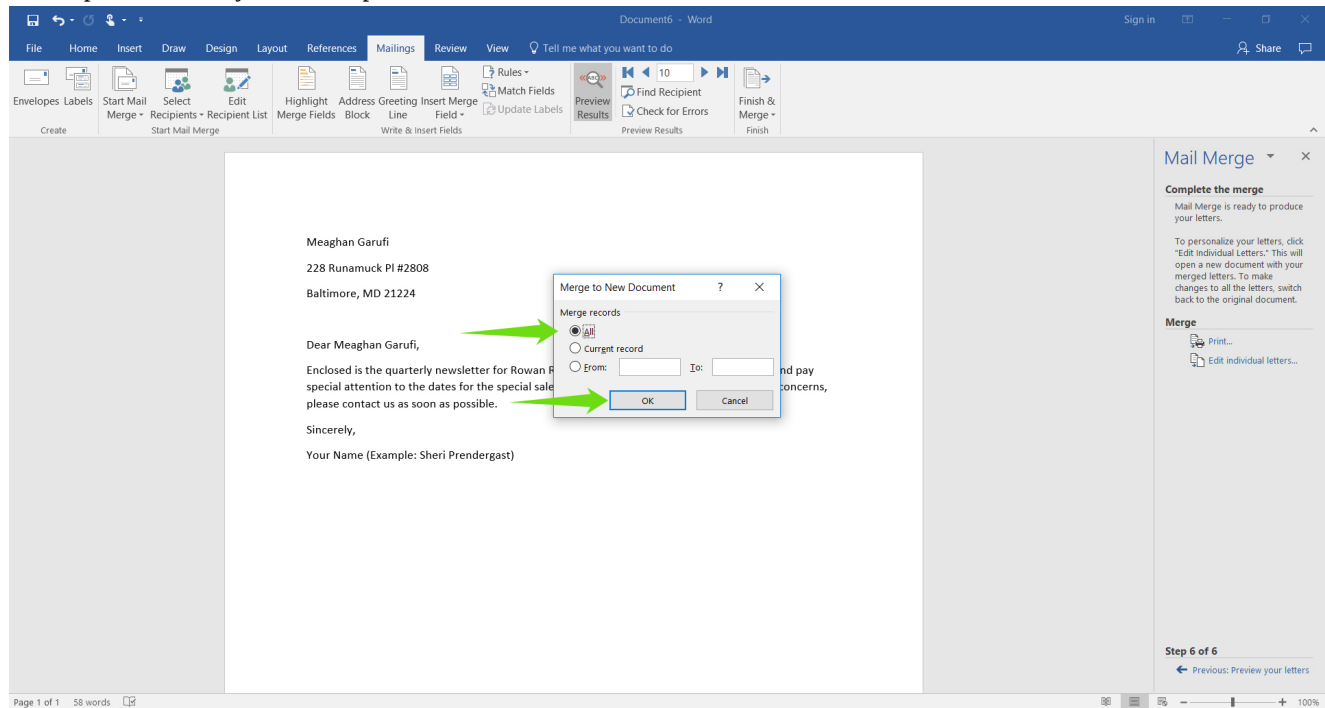 Document6 - Word
Sign in
File Home Insert Draw Design Layout References Mailings Review View Tell me what you want to do
Share
Envelopes Labels
Create
Start Mail Merge
Select Recipients
Edit Recipient List
Start Mail Merge
Highlight Merge Fields
Address Block
Greeting Line
Insert Merge Field
Rules
Match Fields
Update Labels
Write & Insert Fields
«ABC»
Preview Results
10
Find Recipient
Check for Errors
Preview Results
Finish & Merge
Finish
Meaghan Garufi
228 Runamuck Pl #2808
Baltimore, MD 21224
Dear Meaghan Garufi,
Enclosed is the quarterly newsletter for Rowan nd pay
special attention to the dates for the special sale concerns,
please contact us as soon as possible.
Sincerely,
Your Name (Example: Sheri Prendergast)
Merge to New Document ? ×
Merge records
All
Current record
From: To:
OK Cancel
Mail Merge
Complete the merge
Mail Merge is ready to produce
your letters.
To personalize your letters, click
"Edit Individual Letters." This will
open a new document with your
merged letters. To make
changes to all the letters, switch
back to the original document.
Merge
Print...
Edit individual letters...
Step 6 of 6
Previous: Preview your letters
Page 1 of 1 58 words
100%